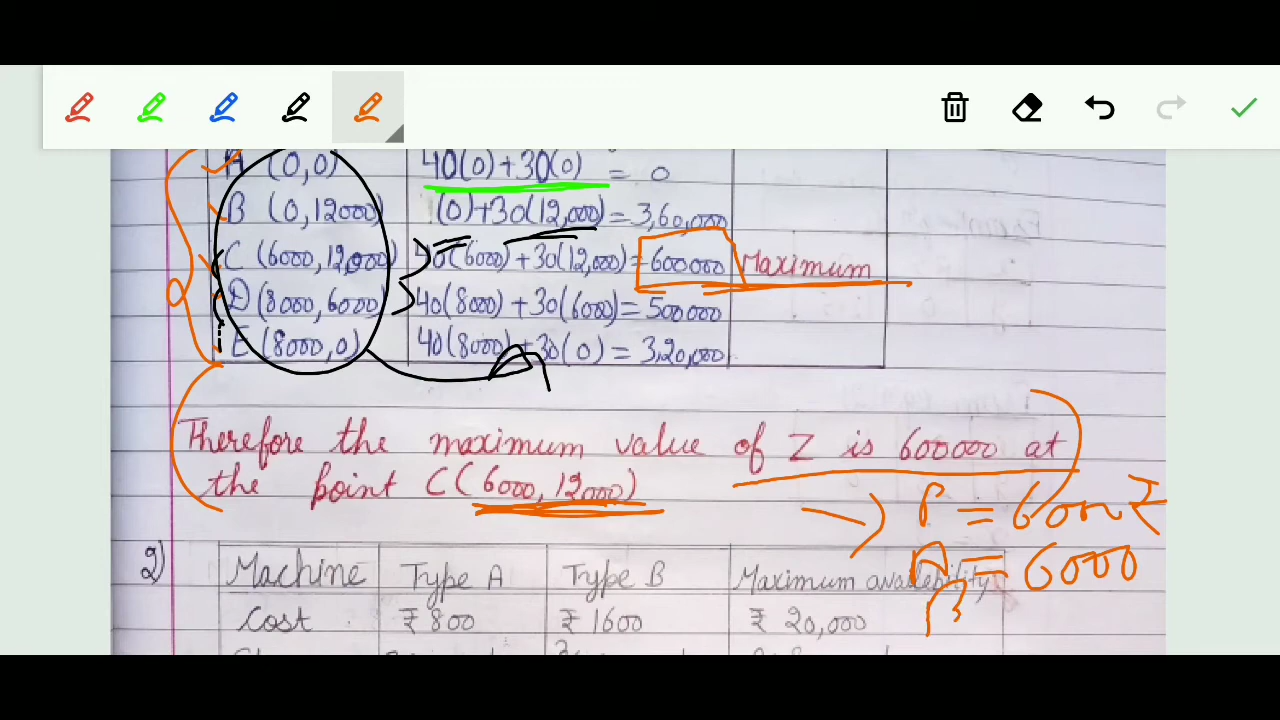 A (0,0) 40(0)+30(0) = 0
B (0,12000) (0)+30(12,000)=3,60,000
C (6000,12,000) 40(6000)+30(12,000)=600000 Maximum
D (8000,6000) 40(8000)+30(6000)=500000
E (8000,0) 40(8000)+30(0) = 3,20,000
Therefore the maximum value of Z is 600000 at
the point C(6000,12000)
A = 6000
B
2) Machine Type A Type B Maximum availability
Cost ₹800 ₹1600 ₹20,000